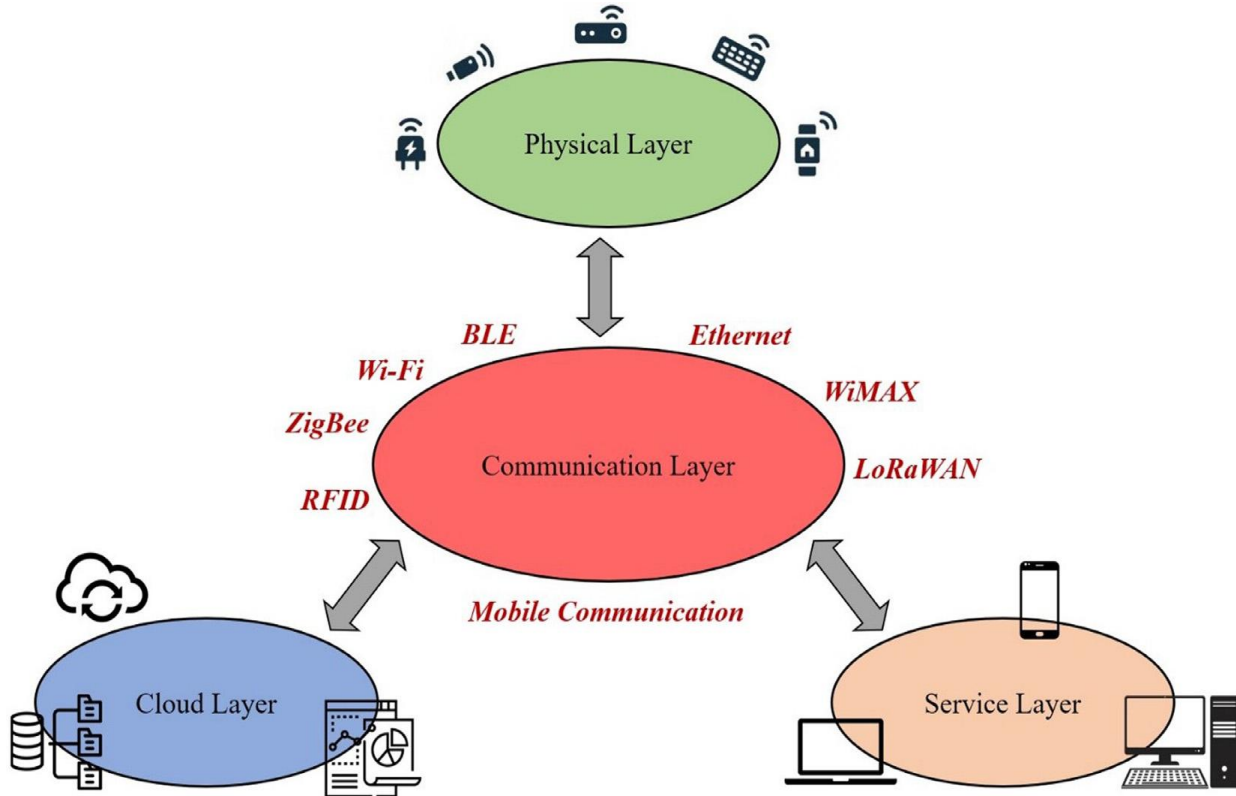 Physical Layer
BLE
Ethernet
Wi-Fi
WiMAX
ZigBee
Communication Layer
LoRaWAN
RFID
Mobile Communication
Cloud Layer
Service Layer